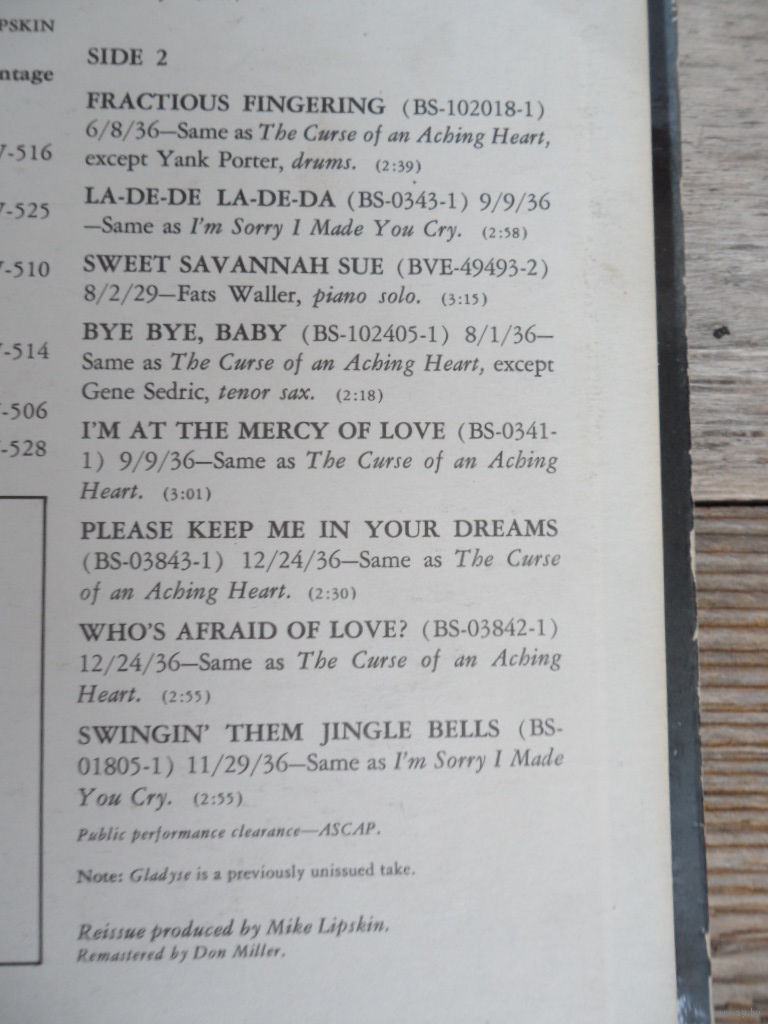 PSKIN
ntage
-516
-525
-510
-514
-506
-528
SIDE 2
FRACTIOUS FINGERING (BS-102018-1)
6/8/36—Same as The Curse of an Aching Heart,
except Yank Porter, drums. (2:39)
LA-DE-DE LA-DE-DA (BS-0343-1) 9/9/36
—Same as I'm Sorry I Made You Cry. (2:58)
SWEET SAVANNAH SUE (BVE-49493-2)
8/2/29—Fats Waller, piano solo. (3:15)
BYE BYE, BABY (BS-102405-1) 8/1/36—
Same as The Curse of an Aching Heart, except
Gene Sedric, tenor sax. (2:18)
I'M AT THE MERCY OF LOVE (BS-0341-
1) 9/9/36—Same as The Curse of an Aching
Heart. (3:01)
PLEASE KEEP ME IN YOUR DREAMS
(BS-03843-1) 12/24/36—Same as The Curse
of an Aching Heart. (2:30)
WHO'S AFRAID OF LOVE? (BS-03842-1)
12/24/36—Same as The Curse of an Aching
Heart. (2:55)
SWINGIN' THEM JINGLE BELLS (BS-
01805-1) 11/29/36—Same as I'm Sorry I Made
You Cry. (2:55)
Public performance clearance—ASCAP.
Note: Gladyse is a previously unissued take.
Reissue produced by Mike Lipskin.
Remastered by Don Miller.